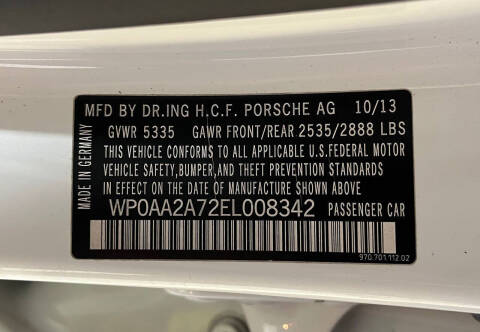 MFD BY DR.ING H.C.F. PORSCHE AG 10/13
GVWR 5335 GAWR FRONT/REAR 2535/2888 LBS
THIS VEHICLE CONFORMS TO ALL APPLICABLE U.S.FEDERAL MOTOR
VEHICLE SAFETY,BUMPER,AND THEFT PREVENTION STANDARDS
IN EFFECT ON THE DATE OF MANUFACTURE SHOWN ABOVE
WP0AA2A72EL008342 PASSENGER CAR
970.701.112.02
MADE IN GERMANY